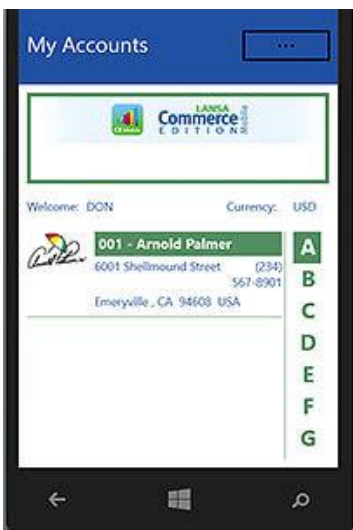 My Accounts
...
LANSA
Commerce Mobile
EDITION
Welcome: DON Currency: USD
001 - Arnold Palmer
6001 Shellmound Street (234)
567-8901
Emeryville , CA 94608 USA
A
B
C
D
E
F
G